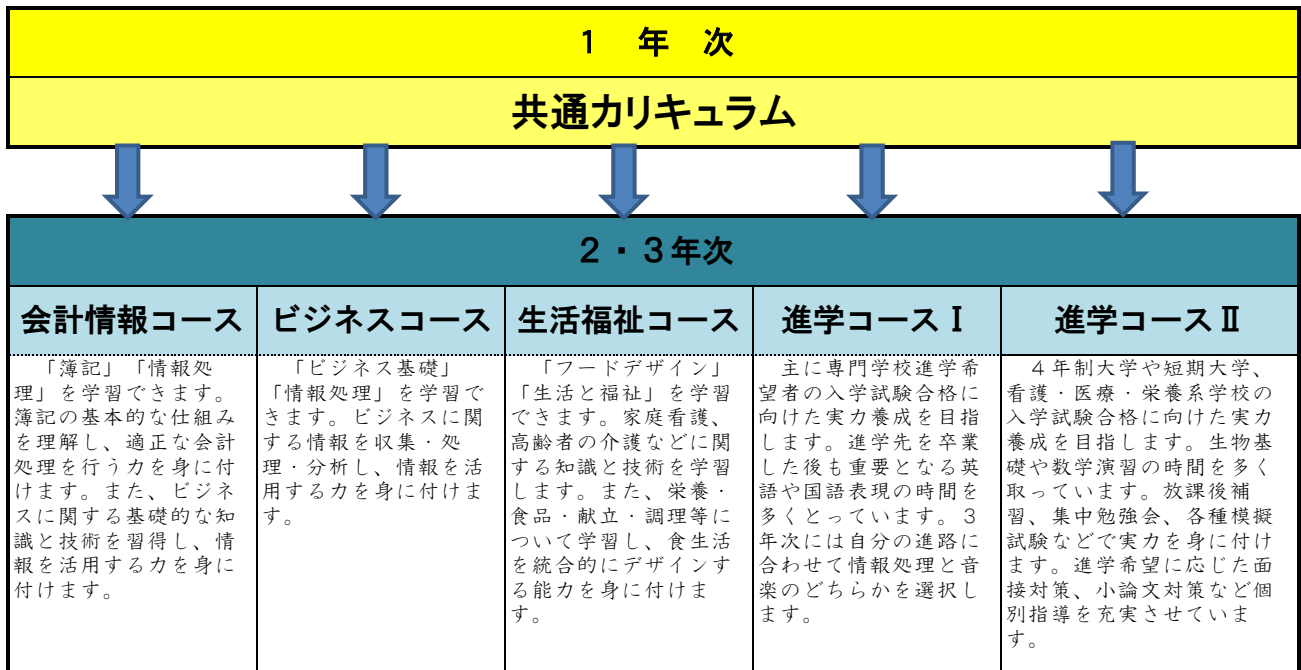 １　年　次
共通カリキュラム
２・３年次
会計情報コース
「簿記」「情報処
理」を学習できます。
簿記の基本的な仕組み
を理解し、適正な会計
処理を行う力を身に付
けます。また、ビジネ
スに関する基礎的な知
識と技術を習得し、情
報を活用する力を身に
付けます。
ビジネスコース
「ビジネス基礎」
「情報処理」を学習で
きます。ビジネスに関
する情報を収集・処
理・分析し、情報を活
用する力を身に付けま
す。
生活福祉コース
「フードデザイン」
「生活と福祉」を学習
できます。家庭看護、
高齢者の介護などに関
する知識と技術を学習
します。また、栄養・
食品・献立・調理等に
ついて学習し、食生活
を統合的にデザインす
る能力を身に付けま
す。
進学コースⅠ
主に専門学校進学希
望者の入学試験合格に
向けた実力養成を目指
します。進学先を卒業
した後も重要となる英
語や国語表現の時間を
多くとっています。３
年次には自分の進路に
合わせて情報処理と音
楽のどちらかを選択し
ます。
進学コースⅡ
４年制大学や短期大学、
看護・医療・栄養系学校の
入学試験合格に向けた実力
養成を目指します。生物基
礎や数学演習の時間を多く
取っています。放課後補
習、集中勉強会、各種模擬
試験などで実力を身に付け
ます。進学希望に応じた面
接対策、小論文対策など個
別指導を充実させていま
す。